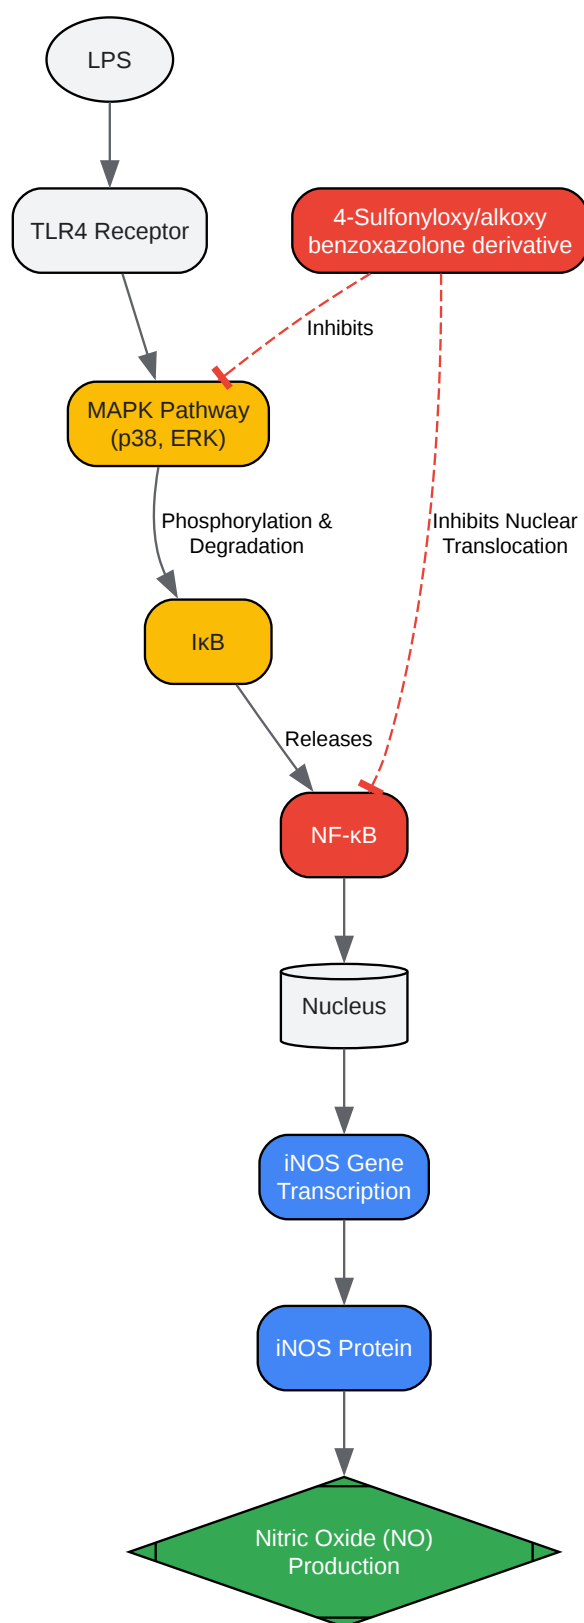 LPS
TLR4 Receptor
4-Sulfonyloxy/alkoxy
benzoxazolone derivative
Inhibits
MAPK Pathway
(p38, ERK)
Phosphorylation &
Degradation
Inhibits Nuclear
Translocation
IκB
Releases
NF-κB
Nucleus
iNOS Gene
Transcription
iNOS Protein
Nitric Oxide (NO)
Production